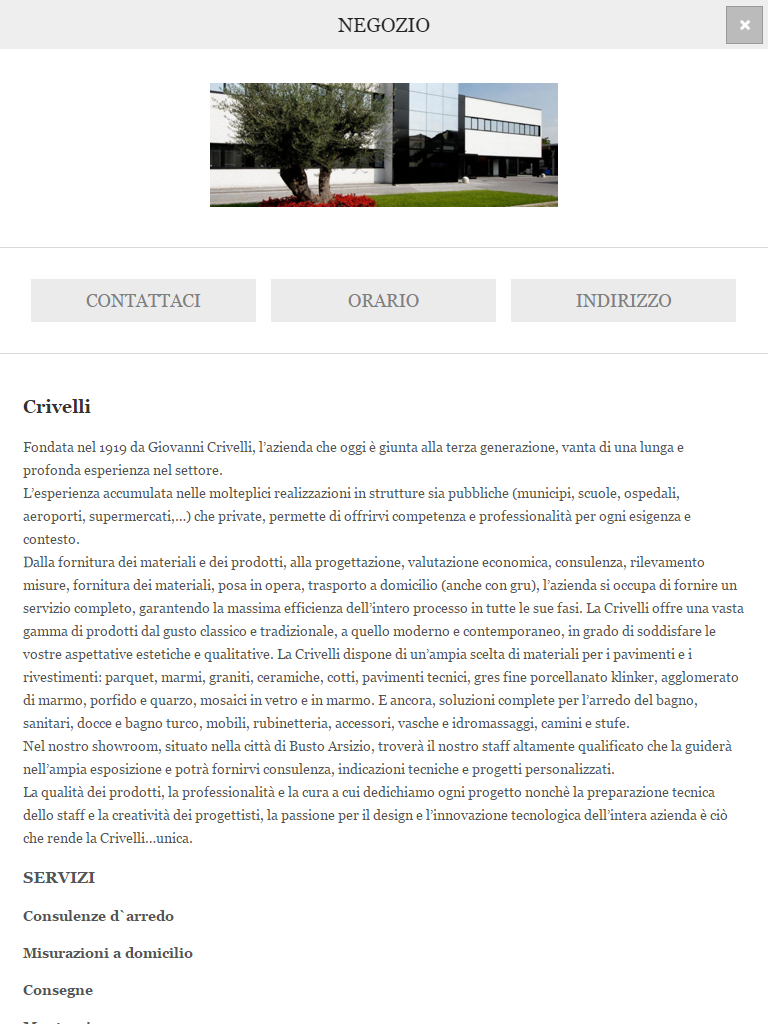 NEGOZIO
CONTATTACI
ORARIO
INDIRIZZO
Crivelli
Fondata nel 1919 da Giovanni Crivelli, l’azienda che oggi è giunta alla terza generazione, vanta di una lunga e
profonda esperienza nel settore.
L’esperienza accumulata nelle molteplici realizzazioni in strutture sia pubbliche (municipi, scuole, ospedali,
aeroporti, supermercati,…) che private, permette di offrirvi competenza e professionalità per ogni esigenza e
contesto.
Dalla fornitura dei materiali e dei prodotti, alla progettazione, valutazione economica, consulenza, rilevamento
misure, fornitura dei materiali, posa in opera, trasporto a domicilio (anche con gru), l’azienda si occupa di fornire un
servizio completo, garantendo la massima efficienza dell’intero processo in tutte le sue fasi. La Crivelli offre una vasta
gamma di prodotti dal gusto classico e tradizionale, a quello moderno e contemporaneo, in grado di soddisfare le
vostre aspettative estetiche e qualitative. La Crivelli dispone di un’ampia scelta di materiali per i pavimenti e i
rivestimenti: parquet, marmi, graniti, ceramiche, cotti, pavimenti tecnici, gres fine porcellanato klinker, agglomerato
di marmo, porfido e quarzo, mosaici in vetro e in marmo. E ancora, soluzioni complete per l’arredo del bagno,
sanitari, docce e bagno turco, mobili, rubinetteria, accessori, vasche e idromassaggi, camini e stufe.
Nel nostro showroom, situato nella città di Busto Arsizio, troverà il nostro staff altamente qualificato che la guiderà
nell’ampia esposizione e potrà fornirvi consulenza, indicazioni tecniche e progetti personalizzati.
La qualità dei prodotti, la professionalità e la cura a cui dedichiamo ogni progetto nonchè la preparazione tecnica
dello staff e la creatività dei progettisti, la passione per il design e l’innovazione tecnologica dell’intera azienda è ciò
che rende la Crivelli…unica.
SERVIZI
Consulenze d`arredo
Misurazioni a domicilio
Consegne